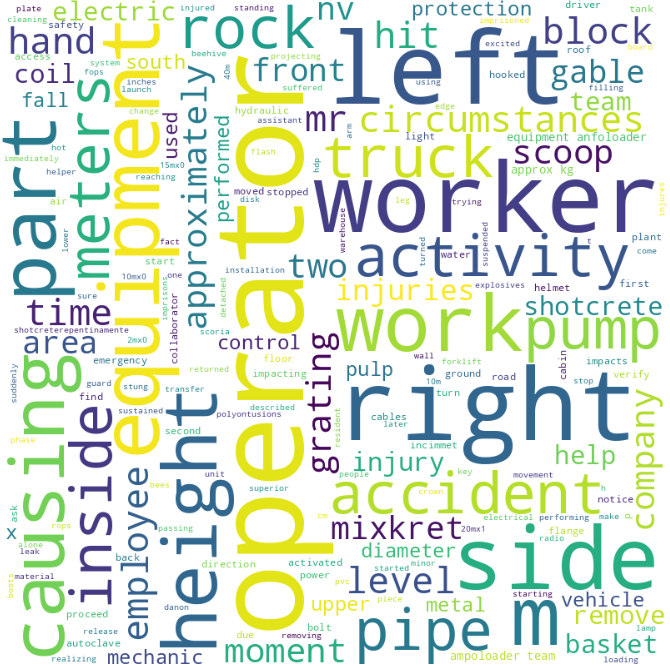 plate
injured
standing
electric
rock
nv
protection
imprisoned
driver
cleaning
safety
hand
left
hit
block
tank
board
access
system
beehive
40m
projecting
excited
roof
coil
fops
south
front
hooked
gable
filling
fall
inches
launch
hydraulic
suffered
using
team
part
meters
equipment
change
approximately
used
performed
assistant
mr
arm
edge
circumstances
immediately
hot
helper
15mx0
reaching
flash
hdp
light
truck
equipment anfoloader
scoop
approx kg
air
moved
stopped
disk
leg
trying
worker
injures
lower
10mx0
fact
one
start
operator
two
warehouse
turned
suspended
activity
water
t
plant
come
sure
imprisons
collaborator
installation
detached
injuries
explosives
helmet
first
time
shotcreterepentinamente
2mx0
scoria
shotcrete
area
emergency
control
floor
work
pump
suddenly
guard
find
stung
transfer
returned
impacting
wall
forklift
cabin
impacts
verify
causing
inside
sustained
polyontusions
described
grating
pulp
10m
ground
road
stop
phase
height
second
cables
later
turn
right
company
employee
bees
unit
superior
resident
injury
incimmet
help
x
ask
rops
back
passing
people
key
movement
accident
h
notice
crown
p
alone
leak
direction
activated
cm
mixkret
electrical
performing
make
20mx1
flange
radio
boots
material
danon
power
started
minor
diameter
side
proceed
due
bolt
pvc
piece
level
starting
vehicle
release
autoclave
removing
upper
metal
pipe
m
remove
realizing
mechanic
moment
ampoloader team
lamp
basket
loading